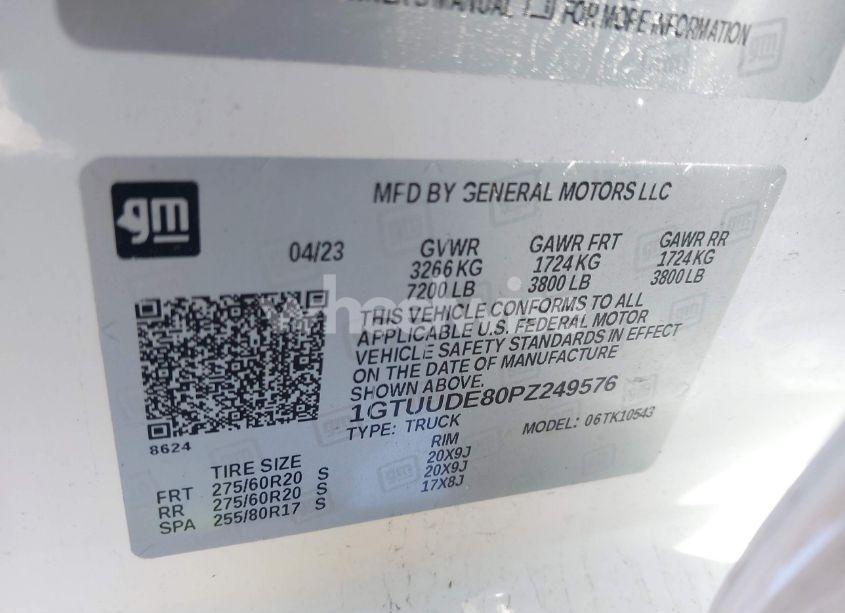 MANUAL FOR MORE INFORMATION
gm
gm
MFD BY GENERAL MOTORS LLC
04/23
GVWR GAWR FRT GAWR RR
3266 KG 1724 KG 1724 KG
7200 LB 3800 LB 3800 LB
THIS VEHICLE CONFORMS TO ALL
APPLICABLE U.S. FEDERAL MOTOR
VEHICLE SAFETY STANDARDS IN EFFECT
ON THE DATE OF MANUFACTURE
SHOWN ABOVE.
1GTUUDE80PZ249576
TYPE: TRUCK MODEL: 06TK10543
8624
TIRE SIZE RIM
FRT 275/60R20 S 20X9J
RR 275/60R20 S 20X9J
SPA 255/80R17 S 17X8J